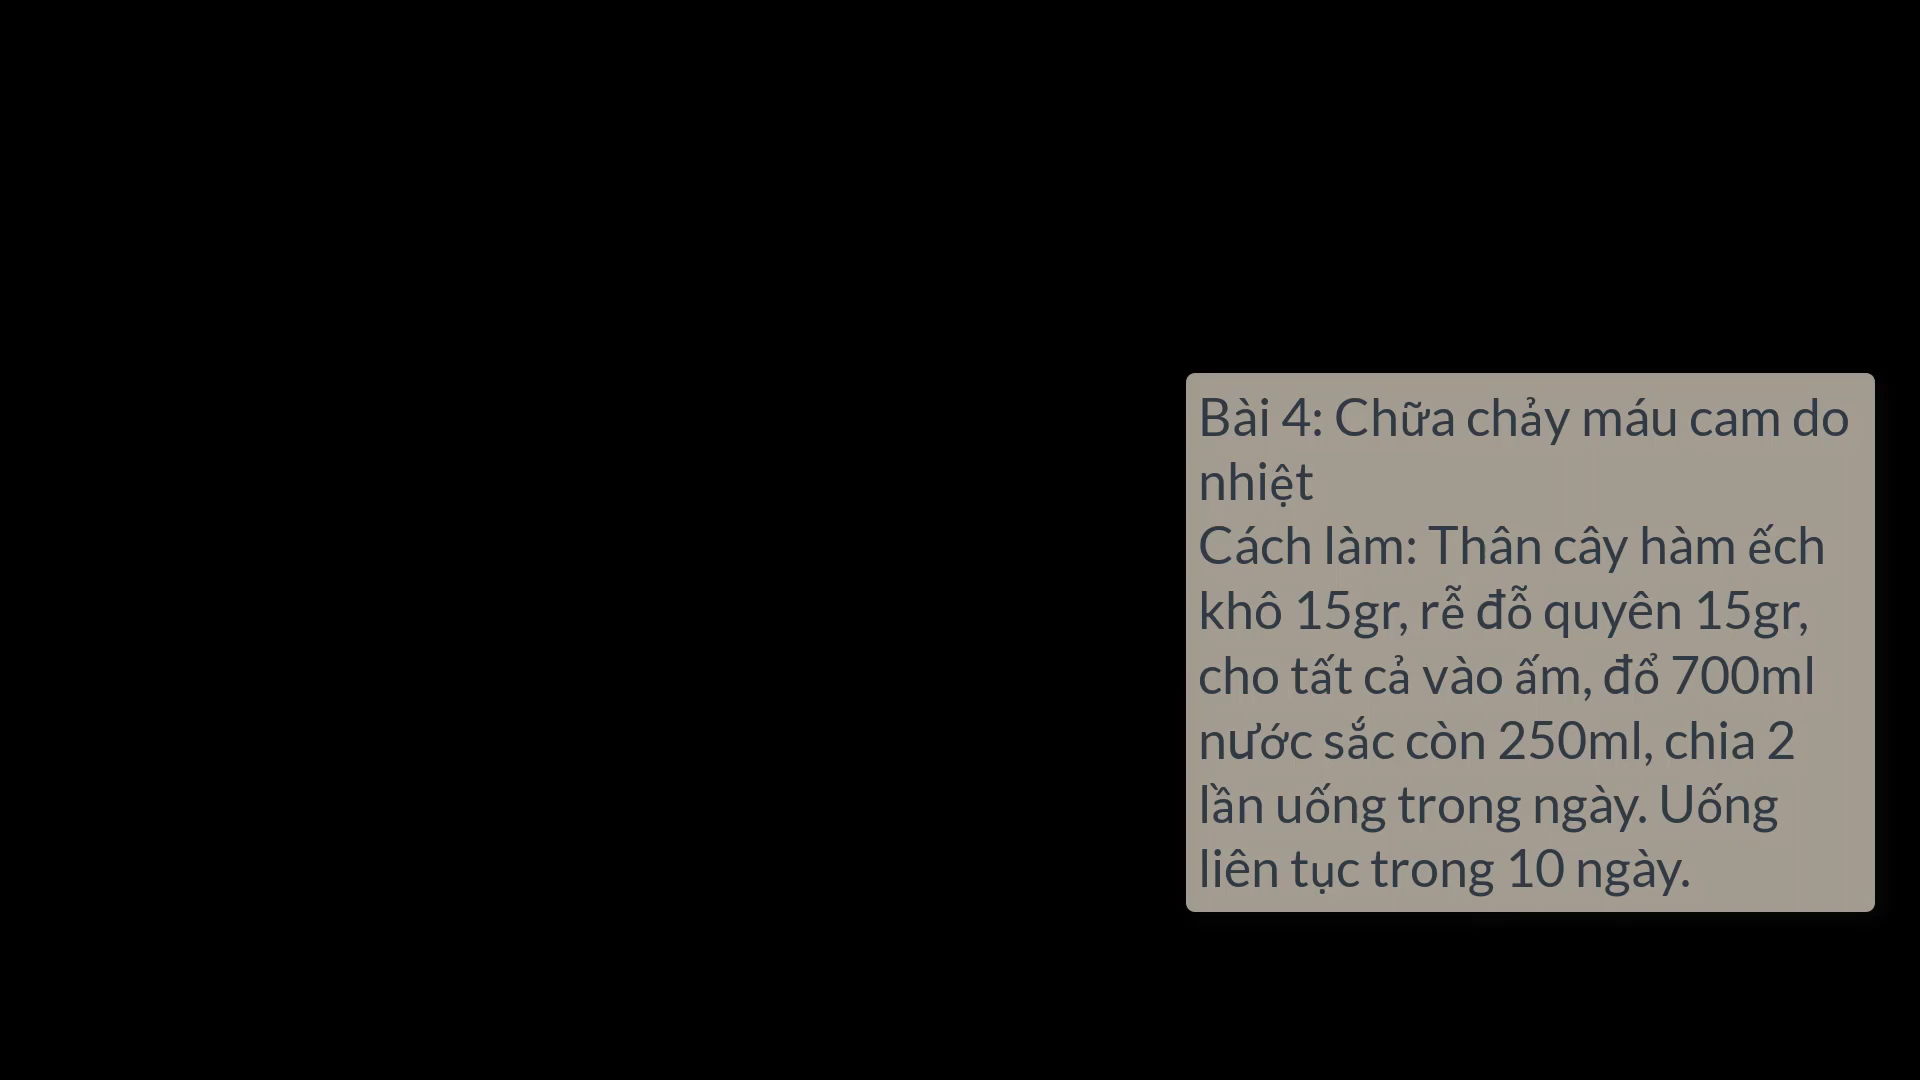 Bài 4: Chữa chảy máu cam do
nhiệt
Cách làm: Thân cây hàm ếch
khô 15gr, rễ đỗ quyên 15gr,
cho tất cả vào ấm, đổ 700ml
nước sắc còn 250ml, chia 2
lần uống trong ngày. Uống
liên tục trong 10 ngày.